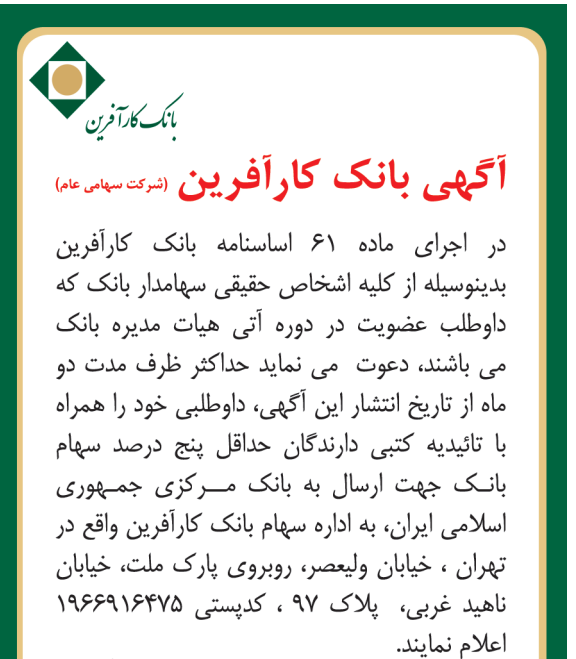 بانک کارآفرین
آگهی بانک کارآفرین (شرکت سهامی عام)
در اجرای ماده ۶۱ اساسنامه بانک کارآفرین
بدینوسیله از کلیه اشخاص حقیقی سهامدار بانک که
داوطلب عضویت در دوره آتی هیات مدیره بانک
می باشند، دعوت می نماید حداکثر ظرف مدت دو
ماه از تاریخ انتشار این آگهی، داوطلبی خود را همراه
با تائیدیه کتبی دارندگان حداقل پنج درصد سهام
بانک جهت ارسال به بانک مرکزی جمهوری
اسلامی ایران، به اداره سهام بانک کارآفرین واقع در
تهران ، خیابان ولیعصر، روبروی پارک ملت، خیابان
ناهید غربی، پلاک ۹۷ ، کدپستی ۱۹۶۶۹۱۶۴۷۵
اعلام نمایند.